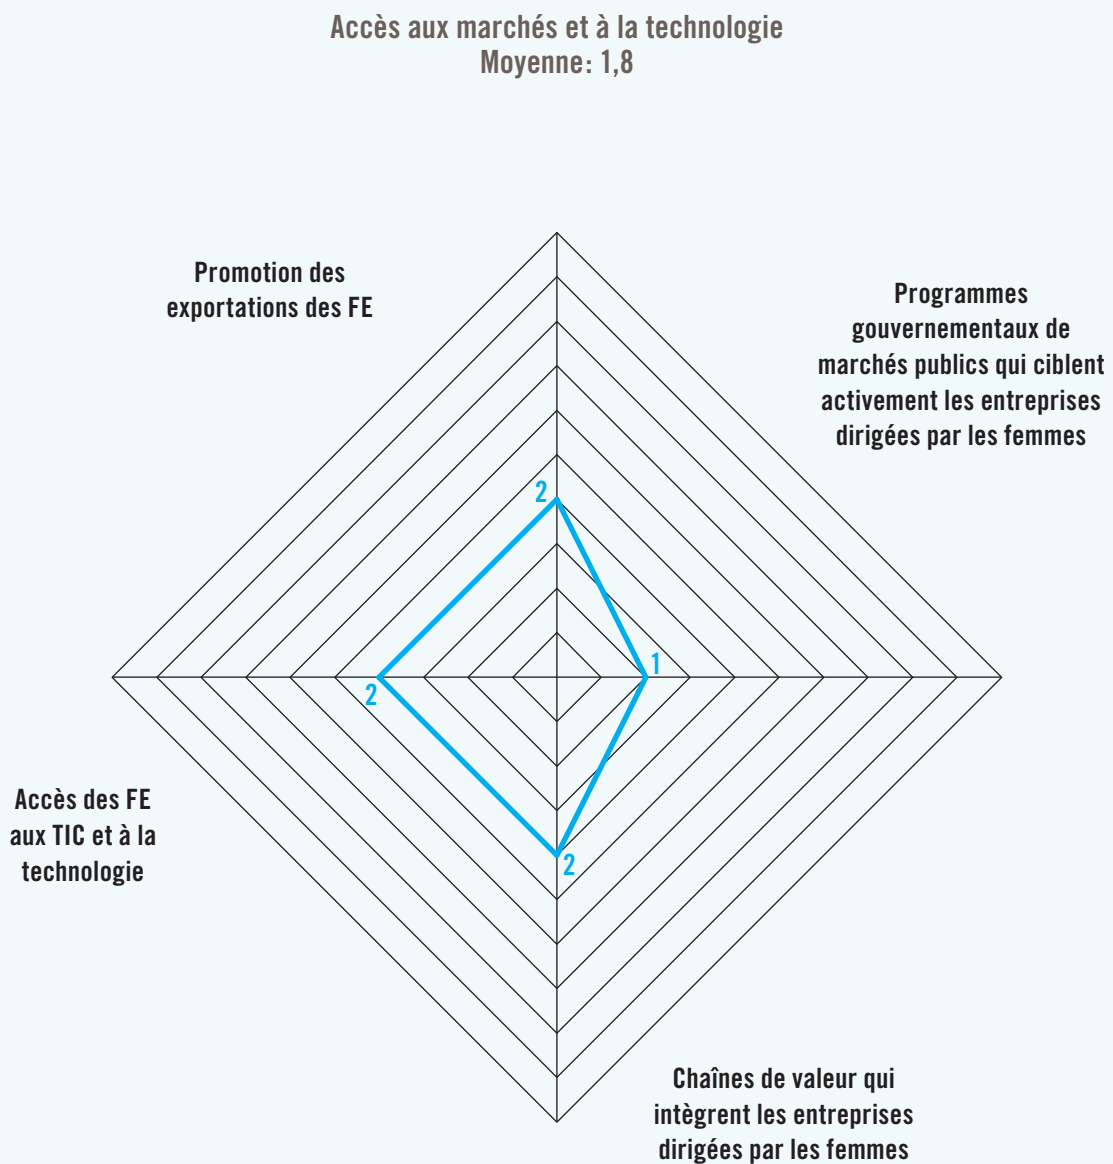 Accès aux marchés et à la technologie
Moyenne: 1,8
Promotion des
exportations des FE
Programmes
gouvernementaux de
marchés publics qui ciblent
activement les entreprises
dirigées par les femmes
2
1
2
2
Accès des FE
aux TIC et à la
technologie
Chaînes de valeur qui
intègrent les entreprises
dirigées par les femmes